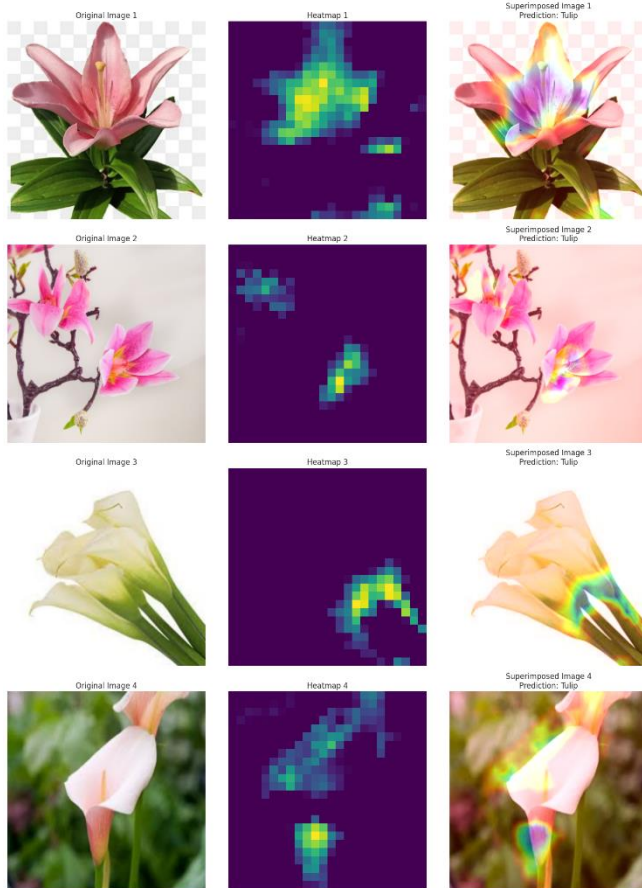 Original Image 1
Heatmap 1
Superimposed Image 1
Prediction: Tulip
Original Image 2
Heatmap 2
Superimposed Image 2
Prediction: Tulip
Original Image 3
Heatmap 3
Superimposed Image 3
Prediction: Tulip
Original Image 4
Heatmap 4
Superimposed Image 4
Prediction: Tulip